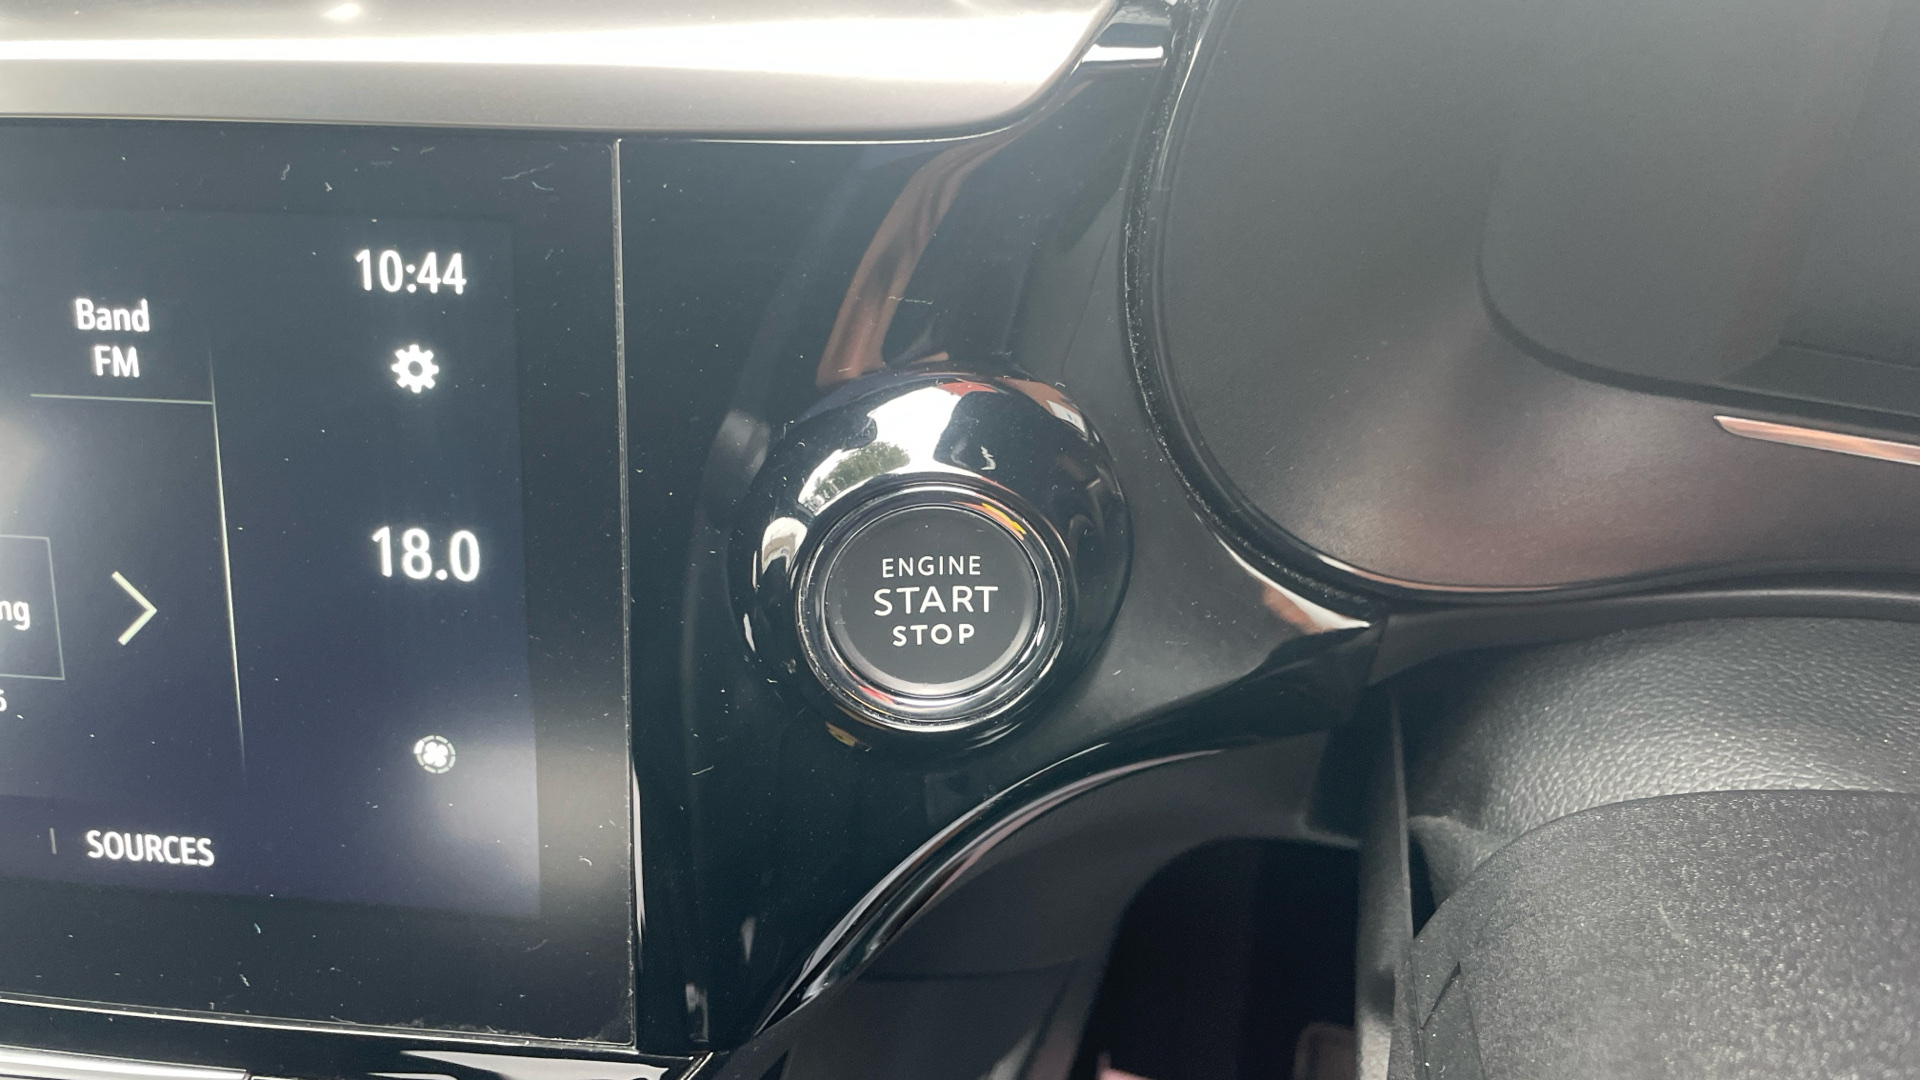 10:44
Band
FM
18.0
ENGINE
START
STOP
ng
SOURCES